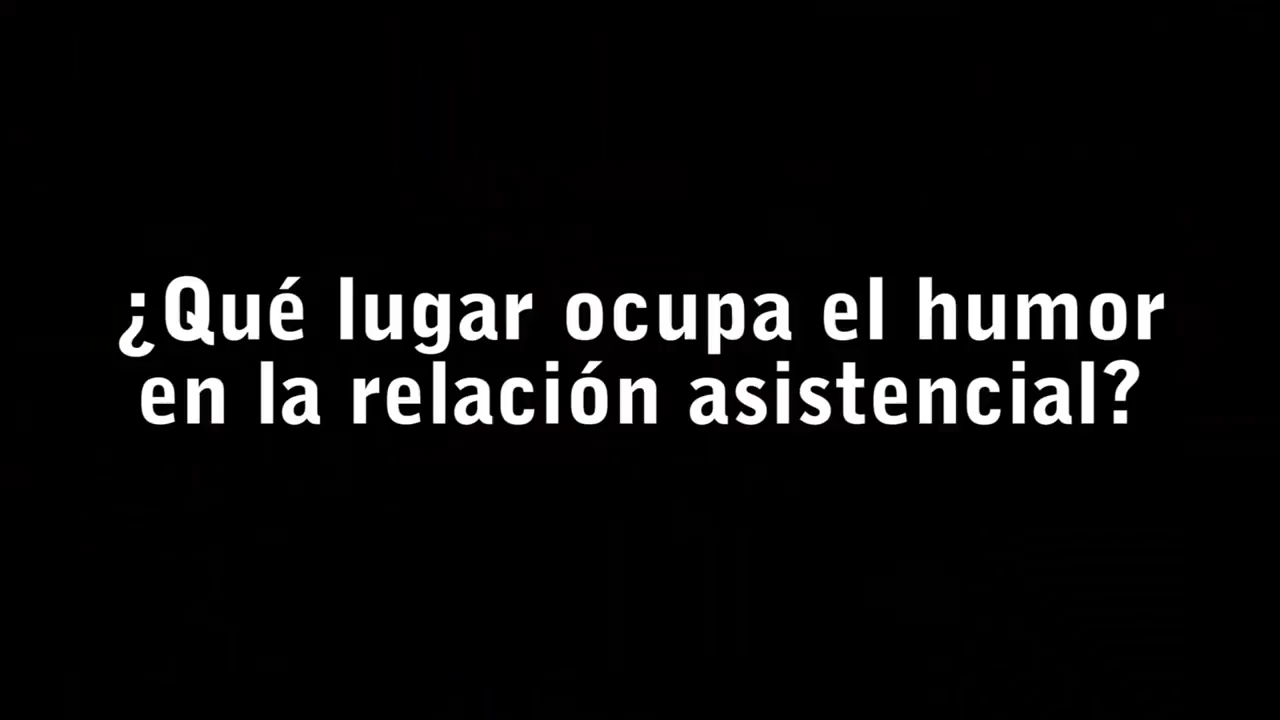 ¿Qué lugar ocupa el humor
en la relación asistencial?